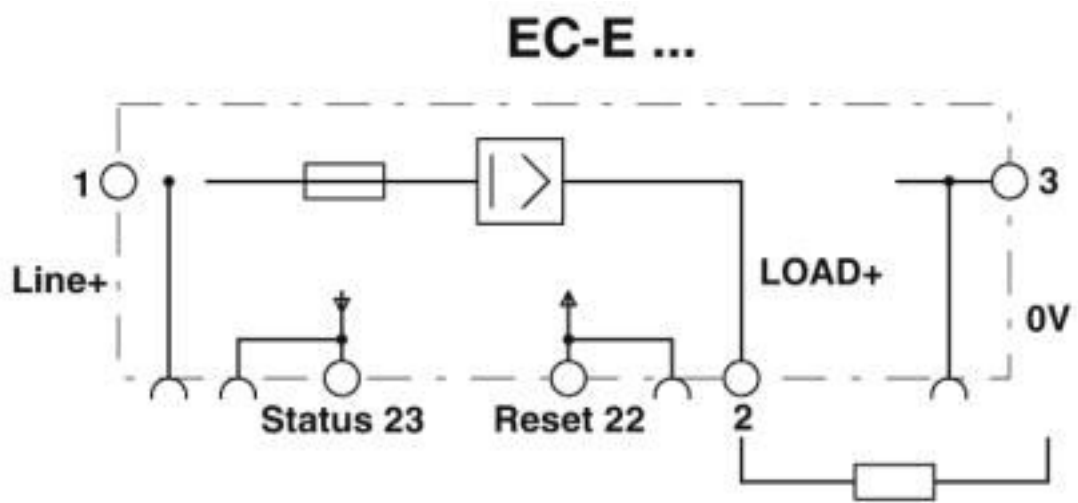 EC-E ...
1
3
Line+
LOAD+
0V
Status 23
Reset 22
2